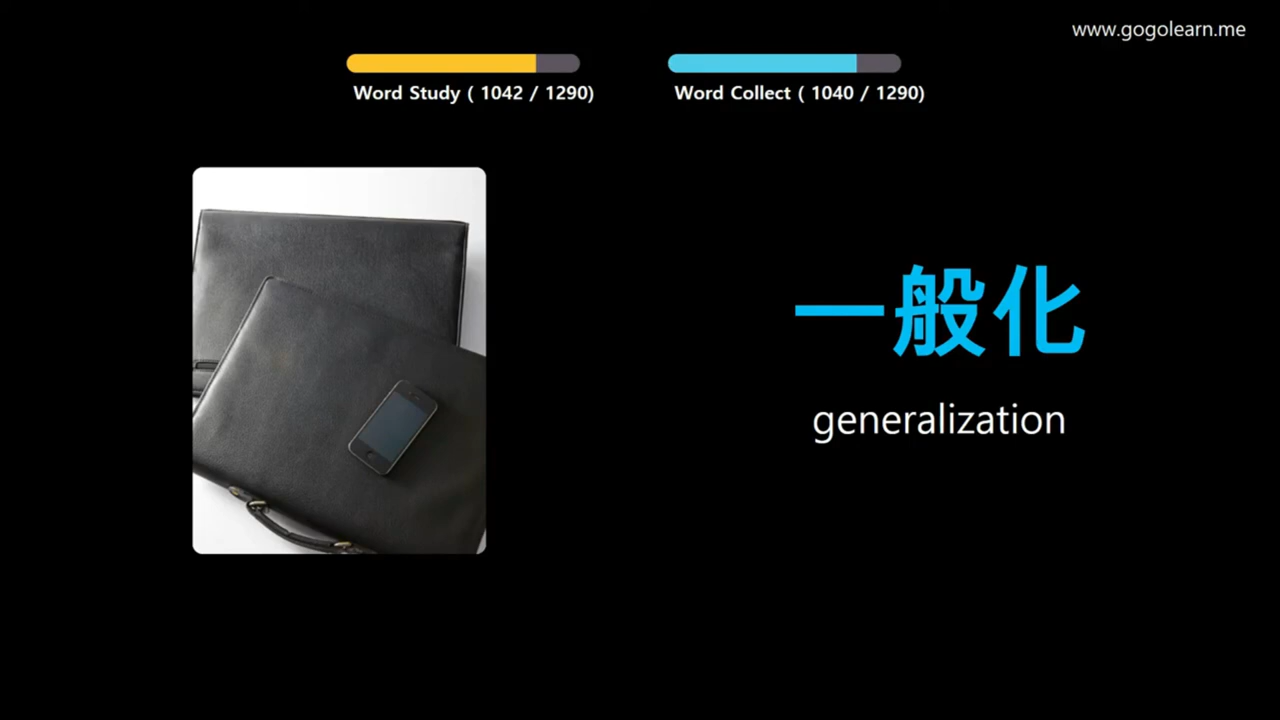 www.gogolearn.me
Word Study ( 1042 / 1290)
Word Collect ( 1040 / 1290)
一般化
generalization